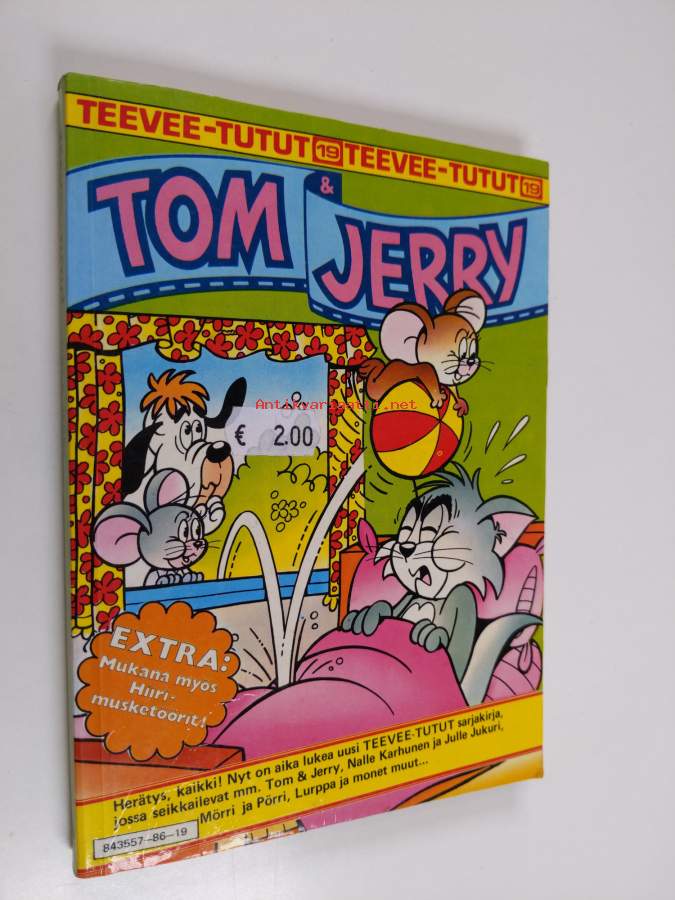 TEEVEE-TUTUT 19 TEEVEE-TUTUT 19
TOM & JERRY
Antikvariaatti.net
€ 2.00
EXTRA:
Mukana myös
Hiiri-
musketöörit!
Herätys, kaikki! Nyt on aika lukea uusi TEEVEE-TUTUT sarjakirja,
jossa seikkailevat mm. Tom & Jerry, Nalle Karhunen ja Julle Jukuri,
Mörri ja Pörri, Lurppa ja monet muut...
843557-86-19